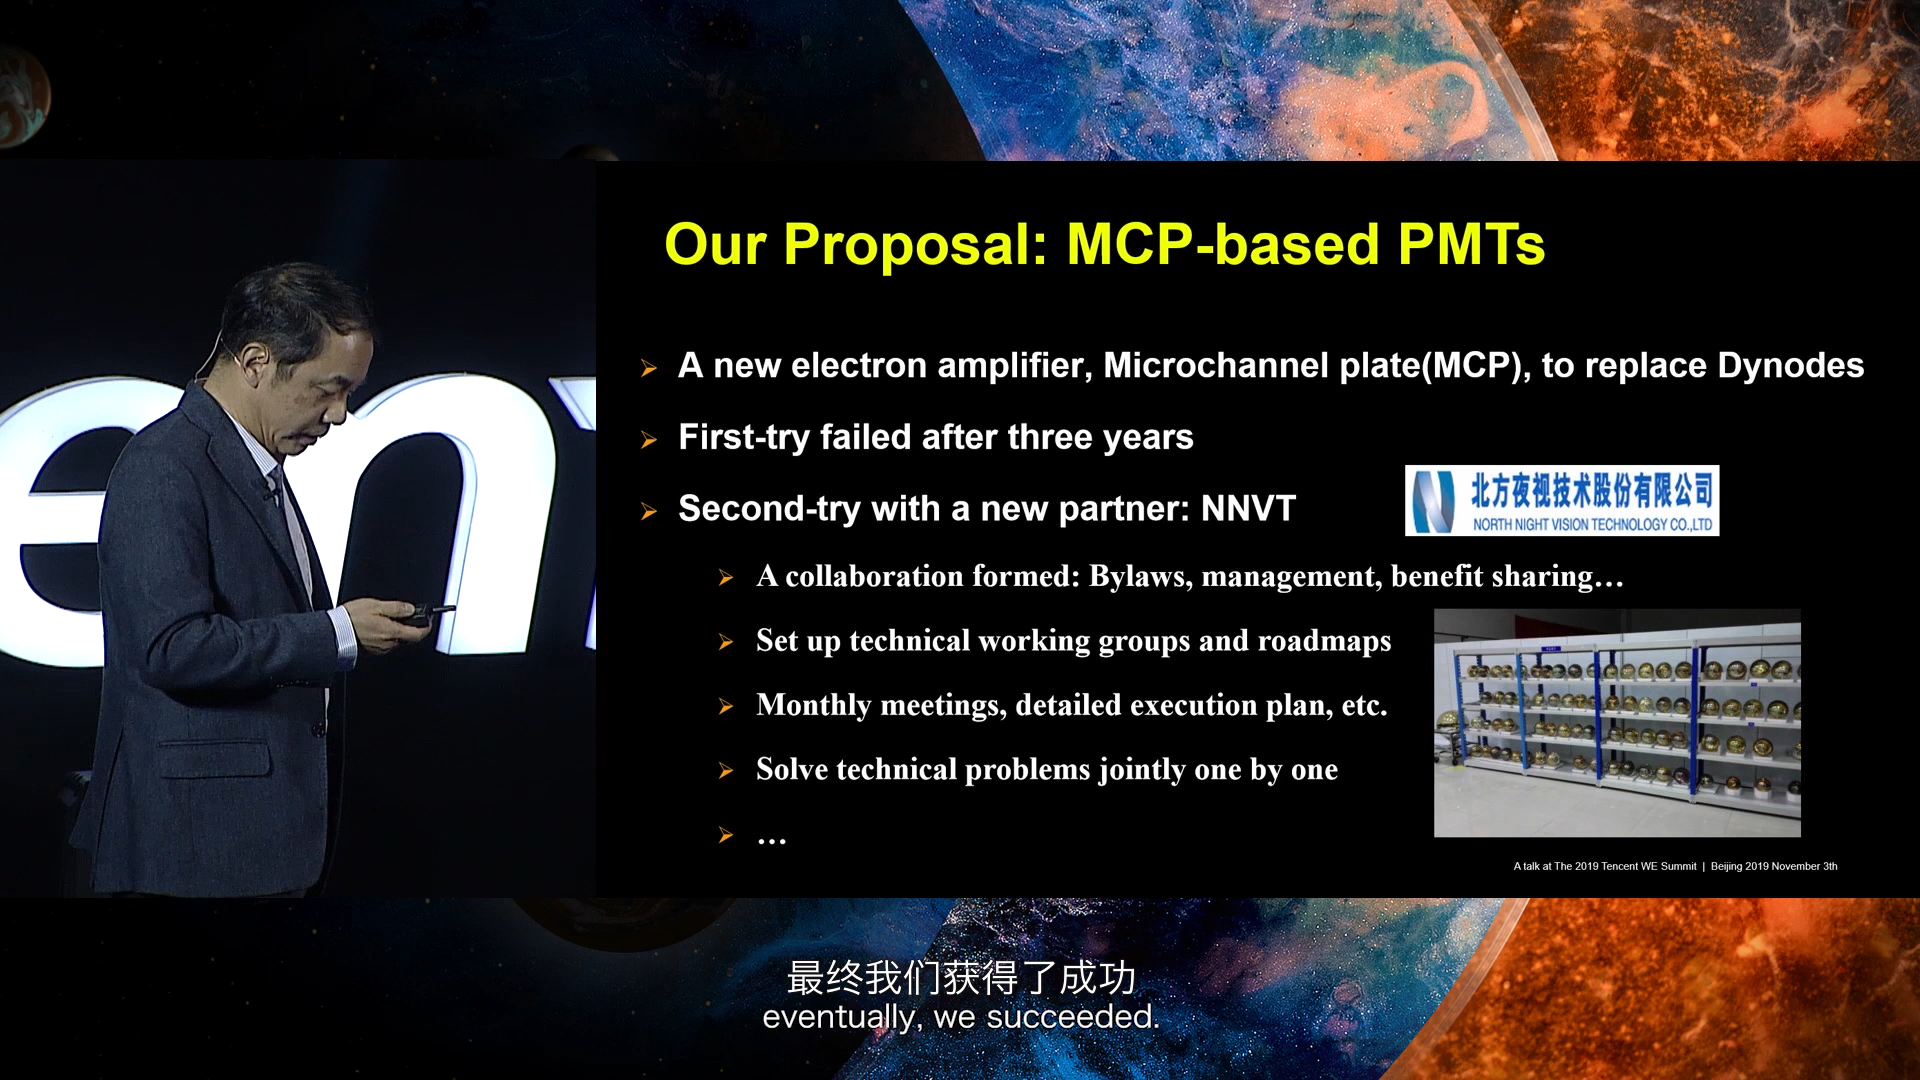 Our Proposal: MCP-based PMTs
A new electron amplifier, Microchannel plate(MCP), to replace Dynodes
First-try failed after three years
Second-try with a new partner: NNVT
北方夜视技术股份有限公司
NORTH NIGHT VISION TECHNOLOGY CO.,LTD
A collaboration formed: Bylaws, management, benefit sharing…
Set up technical working groups and roadmaps
Monthly meetings, detailed execution plan, etc.
Solve technical problems jointly one by one
…
A talk at The 2019 Tencent WE Summit | Beijing 2019 November 3th
en
最终我们获得了成功
eventually, we succeeded.